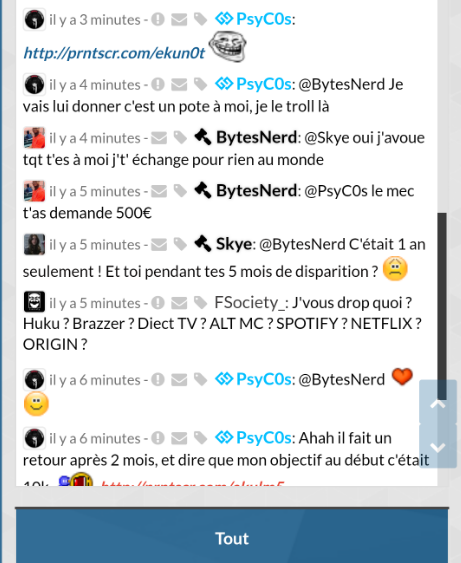 il y a 3 minutes - PsyC0s:
http://prntscr.com/ekun0t
il y a 4 minutes - PsyC0s: @BytesNerd Je
vais lui donner c'est un pote à moi, je le troll là
il y a 4 minutes - BytesNerd: @Skye oui j'avoue
tqt t'es à moi j't' échange pour rien au monde
il y a 5 minutes - BytesNerd: @PsyC0s le mec
t'as demande 500€
il y a 5 minutes - Skye: @BytesNerd C'était 1 an
seulement ! Et toi pendant tes 5 mois de disparition ?
il y a 5 minutes - FSociety_: J'vous drop quoi ?
Huku ? Brazzer ? Diect TV ? ALT MC ? SPOTIFY ? NETFLIX ?
ORIGIN ?
il y a 6 minutes - PsyC0s: @BytesNerd
il y a 6 minutes - PsyC0s: Ahah il fait un
retour après 2 mois, et dire que mon objectif au début c'était
10k
Tout